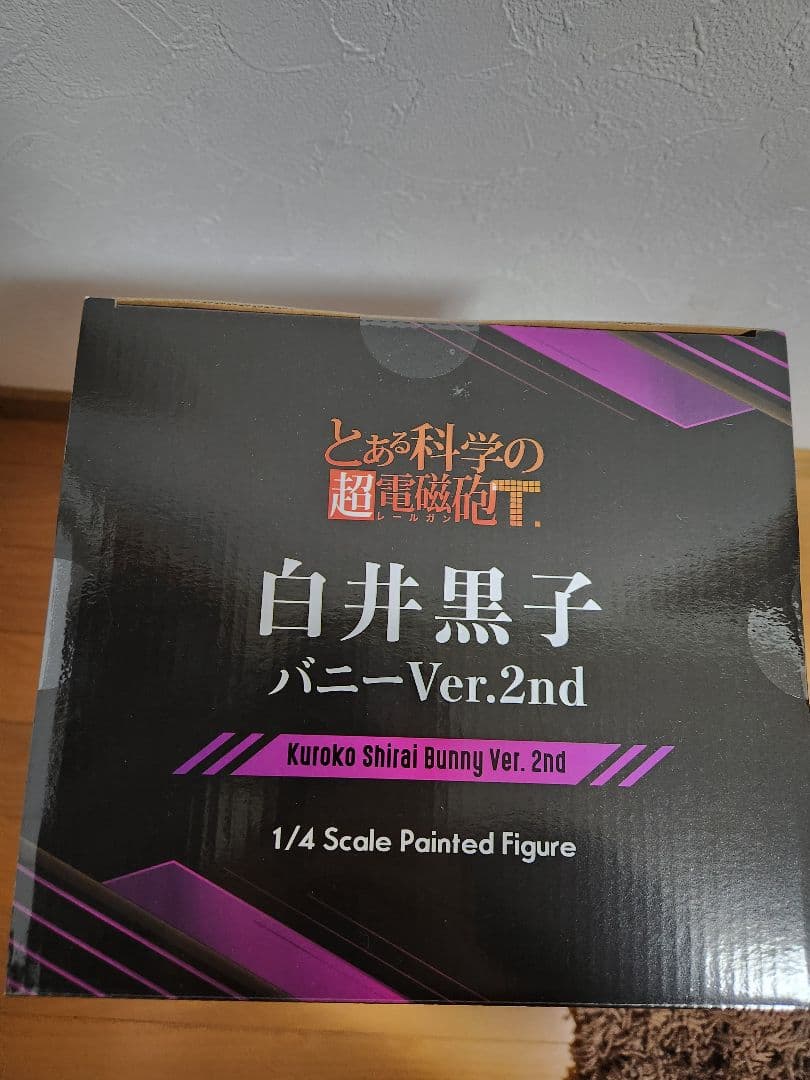 とある科学の
超電磁砲T.
レールガン
白井黒子
バニーVer.2nd
Kuroko Shirai Bunny Ver. 2nd
1/4 Scale Painted Figure